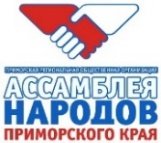 ПРИМОРСКАЯ РЕГИОНАЛЬНАЯ ОБЩЕСТВЕННАЯ ОРГАНИЗАЦИЯ
АССАМБЛЕЯ
НАРОДОВ
ПРИМОРСКОГО КРАЯ